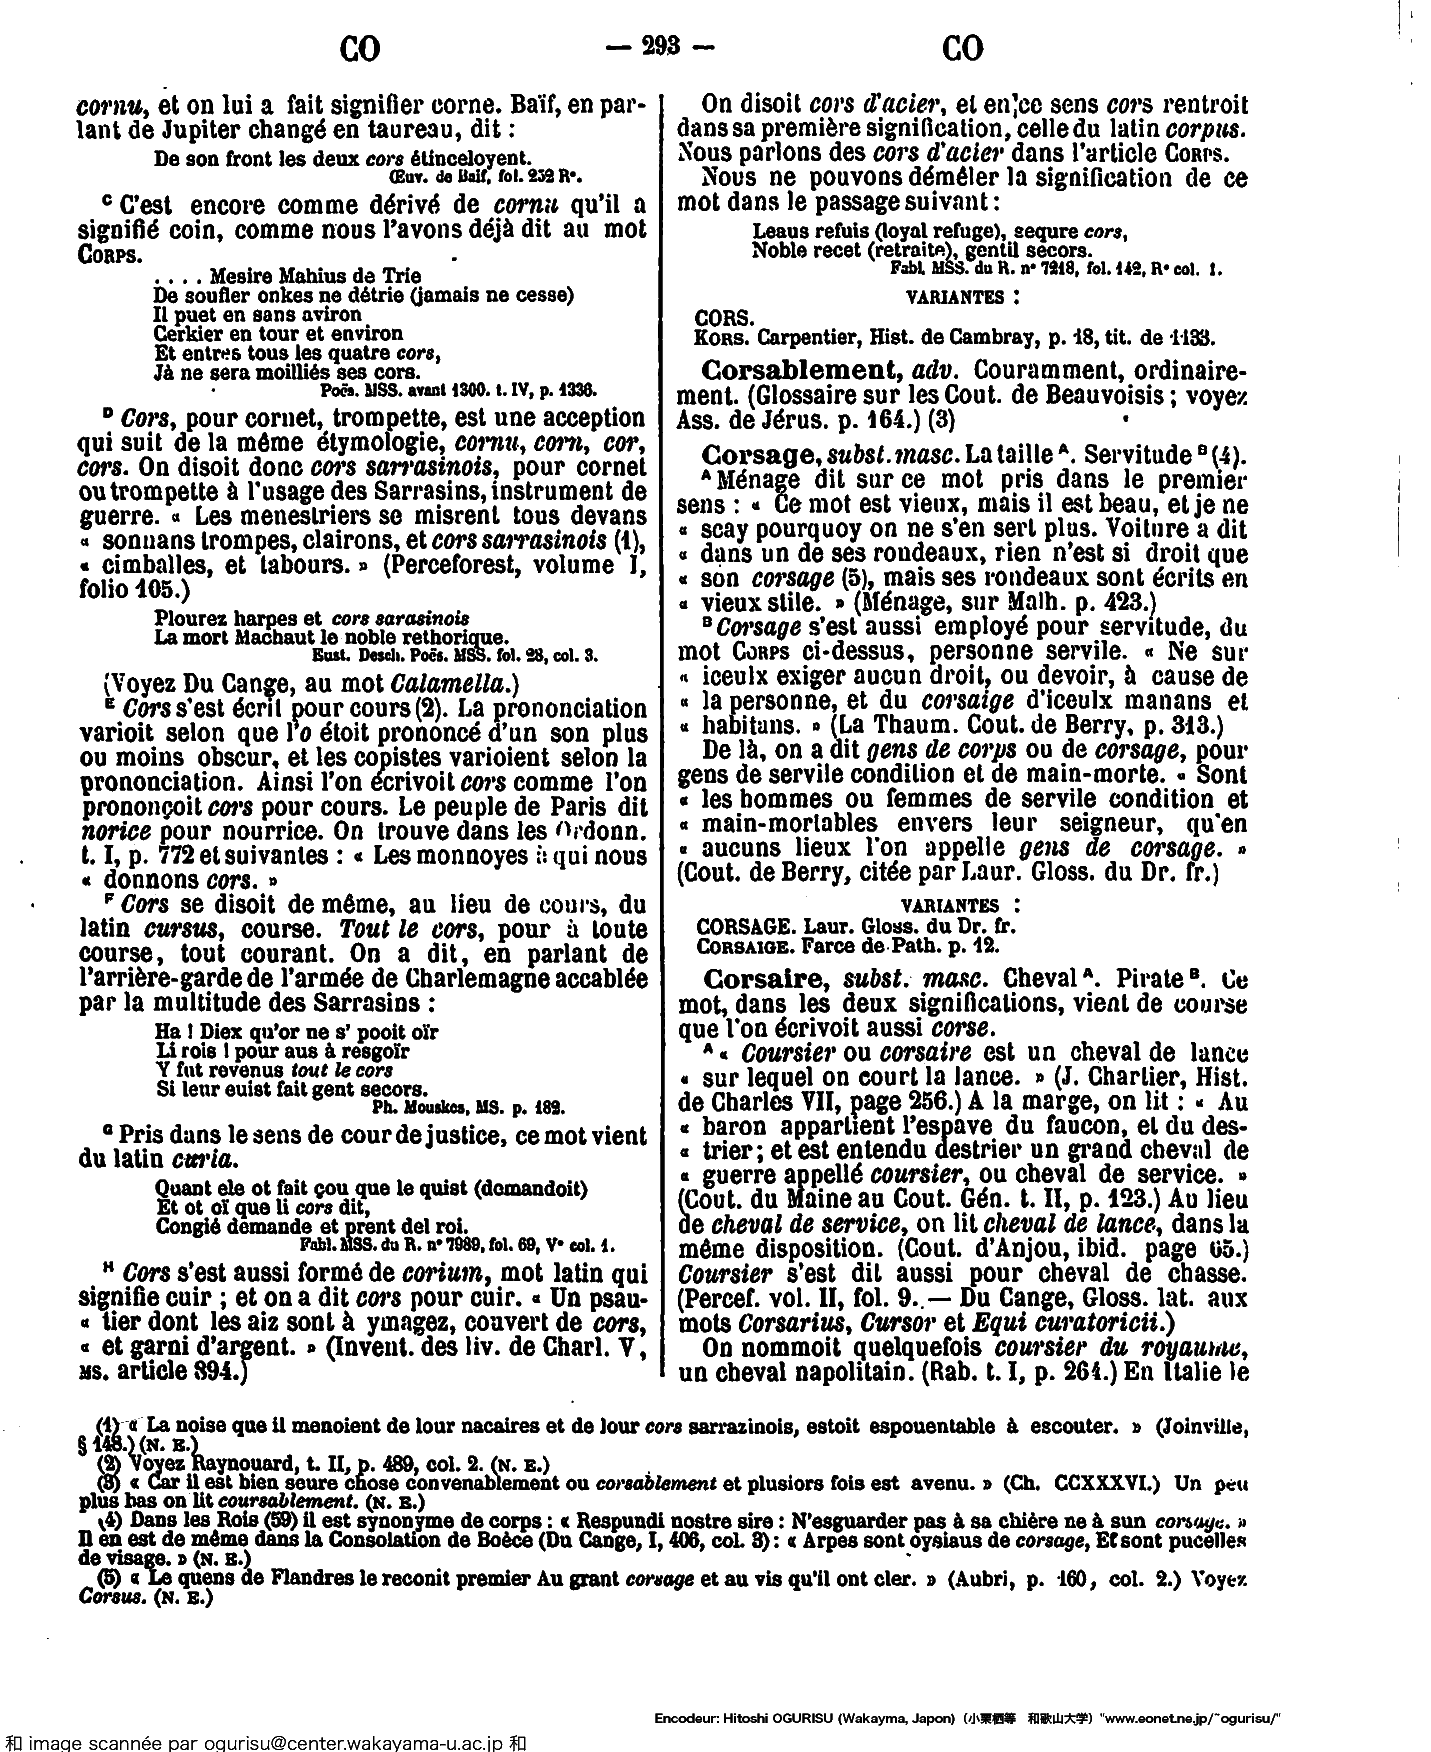 CO
— 293 —
CO
cornu, et on lui a fait signifier corne. Baïf, en par-
lant de Jupiter changé en taureau, dit :
De son front les deux cors étinceloyent.
Œuv. de Baïf, fol. 252 R°.
C C'est encore comme dérivé de cornu qu'il a
signifié coin, comme nous l'avons déjà dit au mot
CORPS.
. . . . Mesire Mahius de Trie
De soufler onkes ne détrie (jamais ne cesse)
Il puet en sans aviron
Cerkier en tour et environ
Et entres tous les quatre cors,
Jà ne sera moilliés ses cors.
Poës. MSS. avant 1300. t. IV, p. 1336.
D Cors, pour cornet, trompette, est une acception
qui suit de la même étymologie, cornu, corn, cor,
cors. On disoit donc cors sarrasinois, pour cornet
ou trompette à l'usage des Sarrasins, instrument de
guerre. « Les menestriers se misrent tous devans
« sonnans trompes, clairons, et cors sarrasinois (1),
« cimballes, et tabours. » (Perceforest, volume I,
folio 105.)
Plourez harpes et cors sarasinois
La mort Machaut le noble rethorique.
Eust. Desch. Poës. MSS. fol. 28, col. 3.
(Voyez Du Cange, au mot Calamella.)
E Cors s'est écrit pour cours (2). La prononciation
varioit selon que l'o étoit prononcé d'un son plus
ou moins obscur, et les copistes varioient selon la
prononciation. Ainsi l'on écrivoit cors comme l'on
prononçoit cors pour cours. Le peuple de Paris dit
norice pour nourrice. On trouve dans les Ordonn.
t. I, p. 772 et suivantes : « Les monnoyes à qui nous
« donnons cors. »
F Cors se disoit de même, au lieu de cours, du
latin cursus, course. Tout le cors, pour à toute
course, tout courant. On a dit, en parlant de
l'arrière-garde de l'armée de Charlemagne accablée
par la multitude des Sarrasins :
Ha ! Diex qu'or ne s' pooit oïr
Li rois ! pour aus à resgoïr
Y fut revenus tout le cors
Si leur euist fait gent secors.
Ph. Mouskes, MS. p. 182.
G Pris dans le sens de cour de justice, ce mot vient
du latin curia.
Quant ele ot fait çou que le quist (demandoit)
Et ot oï que li cors dit,
Congié demande et prent del roi.
Fabl. MSS. du R. n° 7989, fol. 69, V° col. 1.
H Cors s'est aussi formé de corium, mot latin qui
signifie cuir ; et on a dit cors pour cuir. « Un psau-
« tier dont les aiz sont à ymagez, couvert de cors,
« et garni d'argent. » (Invent. des liv. de Charl. V,
MS. article 894.)
On disoit cors d'acier, et en ce sens cors rentroit
dans sa première signification, celle du latin corpus.
Nous parlons des cors d'acier dans l'article CORPS.
Nous ne pouvons démêler la signification de ce
mot dans le passage suivant :
Leaus refuis (loyal refuge), sequre cors,
Noble recet (retraite), gentil secors.
Fabl. MSS. du R. n° 7218, fol. 142, R° col. 1.
VARIANTES :
CORS.
KORS. Carpentier, Hist. de Cambray, p. 18, tit. de 1133.
Corsablement, adv. Couramment, ordinaire-
ment. (Glossaire sur les Cout. de Beauvoisis ; voyez
Ass. de Jérus. p. 164.) (3)
Corsage, subst. masc. La taille A. Servitude B (4).
A Ménage dit sur ce mot pris dans le premier
sens : « Ce mot est vieux, mais il est beau, et je ne
« scay pourquoy on ne s'en sert plus. Voiture a dit
« dans un de ses rondeaux, rien n'est si droit que
« son corsage (5), mais ses rondeaux sont écrits en
« vieux stile. » (Ménage, sur Malh. p. 423.)
B Corsage s'est aussi employé pour servitude, du
mot CORPS ci-dessus, personne servile. « Ne sur
« iceulx exiger aucun droit, ou devoir, à cause de
« la personne, et du corsaige d'iceulx manans et
« habitans. » (La Thaum. Cout. de Berry, p. 313.)
De là, on a dit gens de corps ou de corsage, pour
gens de servile condition et de main-morte. « Sont
« les hommes ou femmes de servile condition et
« main-mortables envers leur seigneur, qu'en
« aucuns lieux l'on appelle gens de corsage. »
(Cout. de Berry, citée par Laur. Gloss. du Dr. fr.)
VARIANTES :
CORSAGE. Laur. Gloss. du Dr. fr.
CORSAIGE. Farce de Path. p. 12.
Corsaire, subst. masc. Cheval A. Pirate B. Ce
mot, dans les deux significations, vient de course
que l'on écrivoit aussi corse.
A « Coursier ou corsaire est un cheval de lance
« sur lequel on court la lance. » (J. Chartier, Hist.
de Charles VII, page 256.) A la marge, on lit : « Au
« baron appartient l'espave du faucon, et du des-
« trier ; et est entendu destrier un grand cheval de
« guerre appellé coursier, ou cheval de service. »
(Cout. du Maine au Cout. Gén. t. II, p. 123.) Au lieu
de cheval de service, on lit cheval de lance, dans la
même disposition. (Cout. d'Anjou, ibid. page 65.)
Coursier s'est dit aussi pour cheval de chasse.
(Percef. vol. II, fol. 9. — Du Cange, Gloss. lat. aux
mots Corsarius, Cursor et Equi curatoricii.)
On nommoit quelquefois coursier du royaume,
un cheval napolitain. (Rab. t. I, p. 264.) En Italie le
(1) « La noise que il menoient de lour nacaires et de lour cors sarrazinois, estoit espouentable à escouter. » (Joinville,
§ 148.) (N. E.)
(2) Voyez Raynouard, t. II, p. 489, col. 2. (N. E.)
(3) « Car il est bien seure chose convenablement ou corsablement et plusiors fois est avenu. » (Ch. CCXXXVI.) Un peu
plus bas on lit coursablement. (N. E.)
(4) Dans les Rois (59) il est synonyme de corps : « Respundi nostre sire : N'esguarder pas à sa chière ne à sun corsage. »
Il en est de même dans la Consolation de Boèce (Du Cange, I, 406, col. 3) : « Arpes sont oysiaus de corsage, Et sont pucelles
de visage. » (N. E.)
(5) « Le quens de Flandres le reconit premier Au grant corsage et au vis qu'il ont cler. » (Aubri, p. 160, col. 2.) Voyez
Corsus. (N. E.)
Encodeur: Hitoshi OGURISU (Wakayma, Japon) (小栗栖等 和歌山大学) "www.eonet.ne.jp/~ogurisu/"
和 image scannée par ogurisu@center.wakayama-u.ac.jp 和